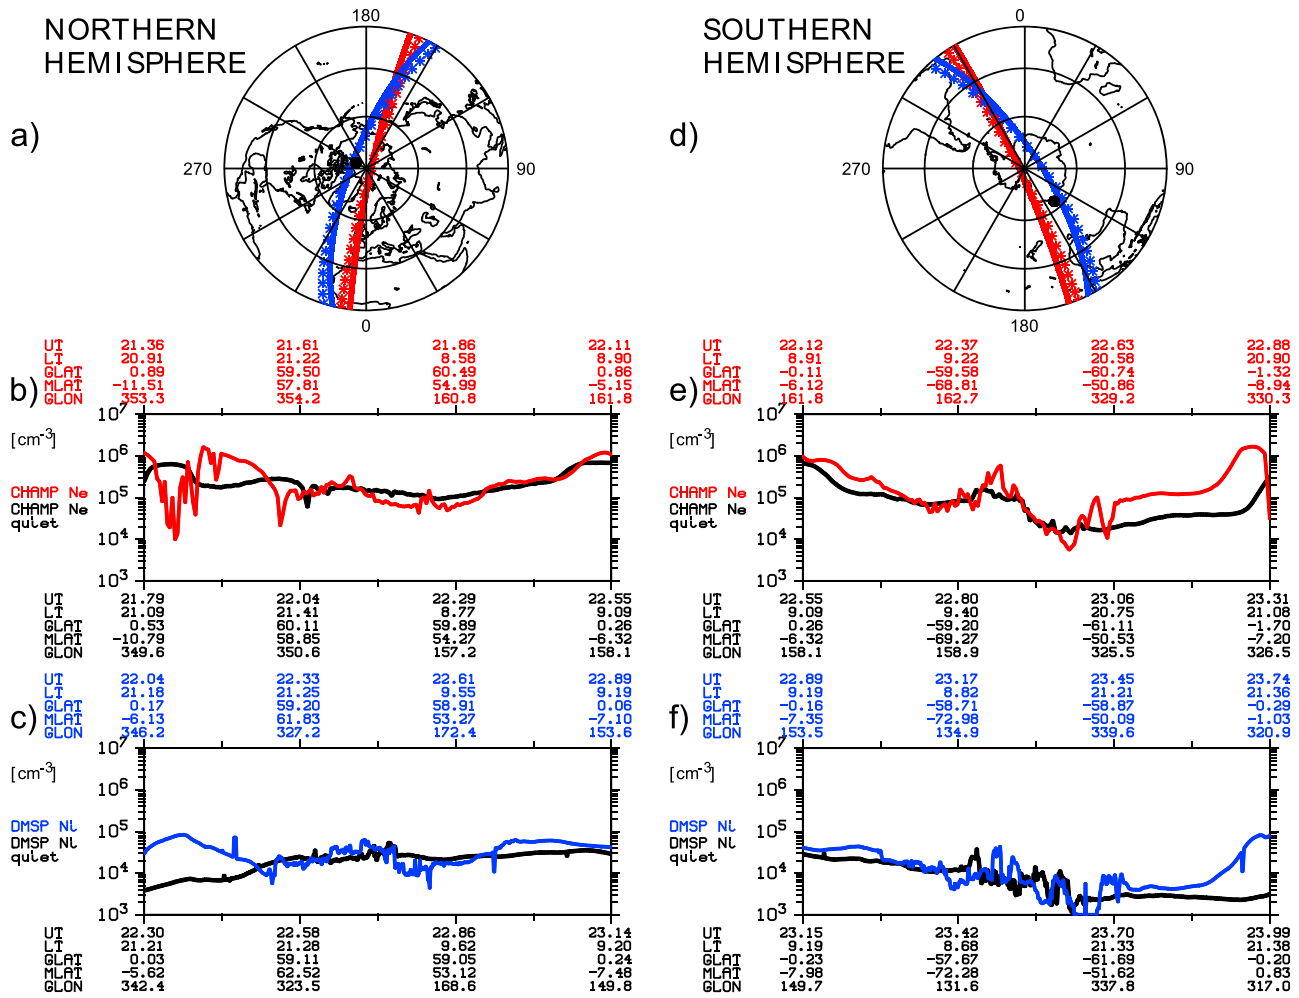 NORTHERN
HEMISPHERE
180
a)
270
90
0
SOUTHERN
HEMISPHERE
0
d)
270
90
180
UT 21.36 21.61 21.86 22.11
LT 20.91 21.22 8.58 8.90
GLAT 0.89 59.50 60.49 0.86
MLAT -11.51 57.81 54.99 -5.15
GLON 353.3 354.2 160.8 161.8
b)
[cm-3]
10^7
10^6
10^5
10^4
10^3
CHAMP Ne
CHAMP Ne
quiet
UT 21.79 22.04 22.29 22.55
LT 21.09 21.41 8.77 9.09
GLAT 0.53 60.11 59.89 0.26
MLAT -10.79 58.85 54.27 -6.32
GLON 349.6 350.6 157.2 158.1
UT 22.12 22.37 22.63 22.88
LT 8.91 9.22 20.58 20.90
GLAT -0.11 -59.58 -60.74 -1.32
MLAT -6.12 -68.81 -50.86 -8.94
GLON 161.8 162.7 329.2 330.3
e)
[cm-3]
10^7
10^6
10^5
10^4
10^3
CHAMP Ne
CHAMP Ne
quiet
UT 22.55 22.80 23.06 23.31
LT 9.09 9.40 20.75 21.08
GLAT 0.26 -59.20 -61.11 -1.70
MLAT -6.32 -69.27 -50.53 -7.20
GLON 158.1 158.9 325.5 326.5
UT 22.04 22.33 22.61 22.89
LT 21.18 21.25 9.55 9.19
GLAT 0.17 59.20 58.91 0.06
MLAT -6.13 61.83 53.27 -7.10
GLON 346.2 327.2 172.4 153.6
c)
[cm-3]
10^7
10^6
10^5
10^4
10^3
DMSP Ni
DMSP Ni
quiet
UT 22.30 22.58 22.86 23.14
LT 21.21 21.28 9.62 9.20
GLAT 0.03 59.11 59.05 0.24
MLAT -5.62 62.52 53.12 -7.48
GLON 342.4 323.5 168.6 149.8
UT 22.89 23.17 23.45 23.74
LT 9.19 8.82 21.21 21.36
GLAT -0.16 -58.71 -58.87 -0.29
MLAT -7.35 -72.98 -50.09 -1.03
GLON 153.5 134.9 339.6 320.9
f)
[cm-3]
10^7
10^6
10^5
10^4
10^3
DMSP Ni
DMSP Ni
quiet
UT 23.15 23.42 23.70 23.99
LT 9.19 8.68 21.33 21.38
GLAT -0.23 -57.67 -61.69 -0.20
MLAT -7.98 -72.28 -51.62 0.83
GLON 149.7 131.6 337.8 317.0